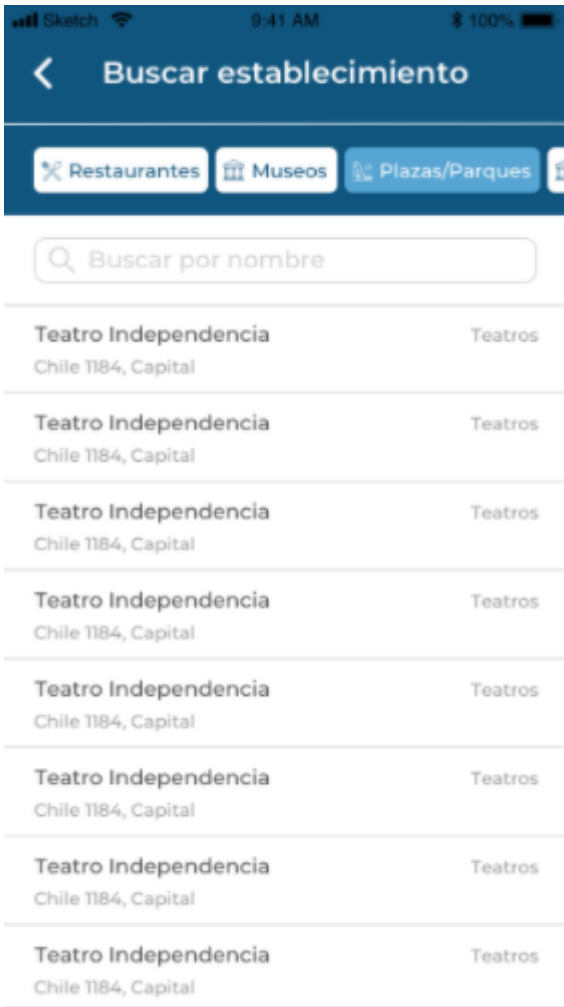 Sketch 9:41 AM 100%
Buscar establecimiento
Restaurantes Museos Plazas/Parques
Buscar por nombre
Teatro Independencia Teatros
Chile 1184, Capital
Teatro Independencia Teatros
Chile 1184, Capital
Teatro Independencia Teatros
Chile 1184, Capital
Teatro Independencia Teatros
Chile 1184, Capital
Teatro Independencia Teatros
Chile 1184, Capital
Teatro Independencia Teatros
Chile 1184, Capital
Teatro Independencia Teatros
Chile 1184, Capital
Teatro Independencia Teatros
Chile 1184, Capital